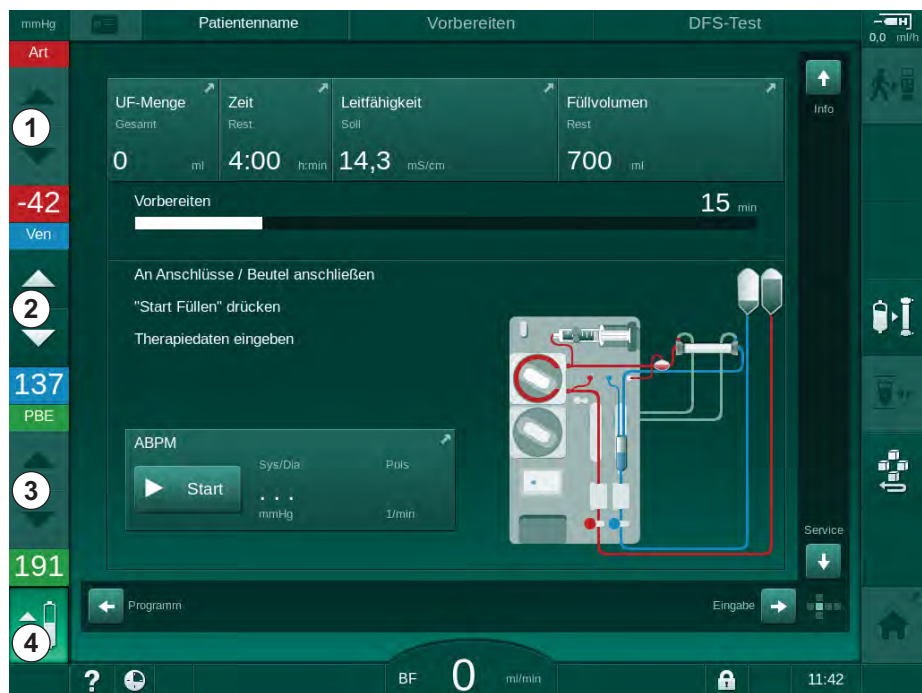 mmHg
Patientenname
Vorbereiten
DFS-Test
0,0 ml/h
Art
1
-42
Ven
2
137
PBE
3
191
4
UF-Menge
Gesamt
0 ml
Zeit
Rest
4:00 h:min
Leitfähigkeit
Soll
14,3 mS/cm
Füllvolumen
Rest
700 ml
Info
Vorbereiten
15 min
An Anschlüsse / Beutel anschließen
"Start Füllen" drücken
Therapiedaten eingeben
ABPM
Start
Sys/Dia
. . .
mmHg
Puls
1/min
Service
Programm
Eingabe
?
BF 0 ml/min
11:42